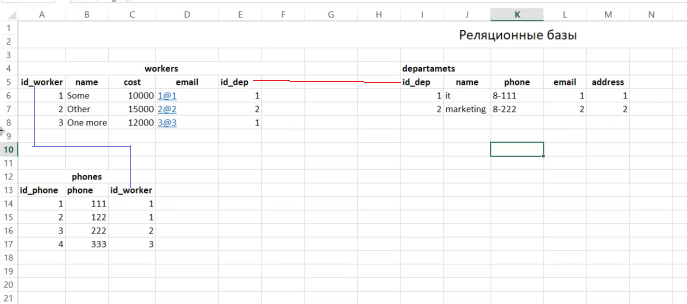 A B C D E F G H I J K L M N
1
2 Реляционные базы
3
4 workers departamets
5 id_worker name cost email id_dep id_dep name phone email address
6 1 Some 10000 1@1 1 1 it 8-111 1 1
7 2 Other 15000 2@2 2 2 marketing 8-222 2 2
8 3 One more 12000 3@3 1
9
10
11
12 phones
13 id_phone phone id_worker
14 1 111 1
15 2 122 1
16 3 222 2
17 4 333 3
18
19
20
21